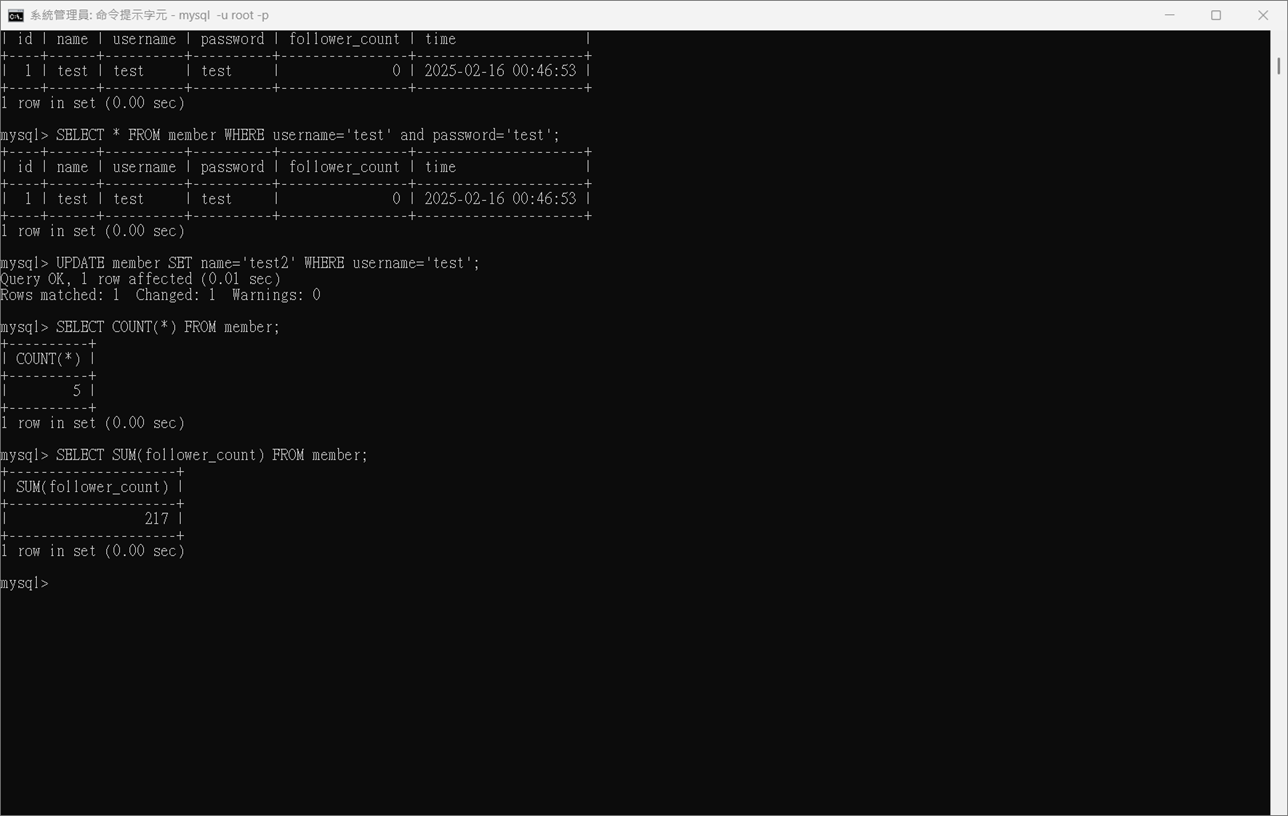 系統管理員: 命令提示字元 - mysql  -u root -p
| id | name | username | password | follower_count | time                |
+----+------+----------+----------+----------------+---------------------+
|  1 | test | test     | test     |              0 | 2025-02-16 00:46:53 |
+----+------+----------+----------+----------------+---------------------+
1 row in set (0.00 sec)

mysql> SELECT * FROM member WHERE username='test' and password='test';
+----+------+----------+----------+----------------+---------------------+
| id | name | username | password | follower_count | time                |
+----+------+----------+----------+----------------+---------------------+
|  1 | test | test     | test     |              0 | 2025-02-16 00:46:53 |
+----+------+----------+----------+----------------+---------------------+
1 row in set (0.00 sec)

mysql> UPDATE member SET name='test2' WHERE username='test';
Query OK, 1 row affected (0.01 sec)
Rows matched: 1  Changed: 1  Warnings: 0

mysql> SELECT COUNT(*) FROM member;
+----------+
| COUNT(*) |
+----------+
|        5 |
+----------+
1 row in set (0.00 sec)

mysql> SELECT SUM(follower_count) FROM member;
+---------------------+
| SUM(follower_count) |
+---------------------+
|                 217 |
+---------------------+
1 row in set (0.00 sec)

mysql>